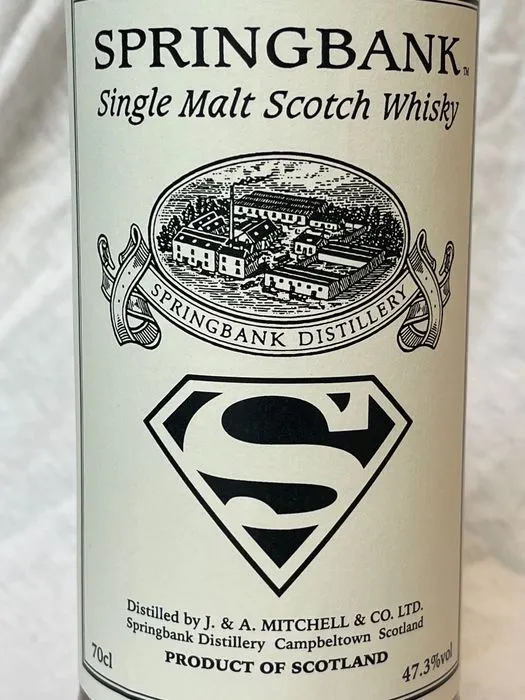 SPRINGBANK™
Single Malt Scotch Whisky
SPRINGBANK DISTILLERY
S
Distilled by J. & A. MITCHELL & CO. LTD.
Springbank Distillery Campbeltown Scotland
70cl PRODUCT OF SCOTLAND 47.3%vol